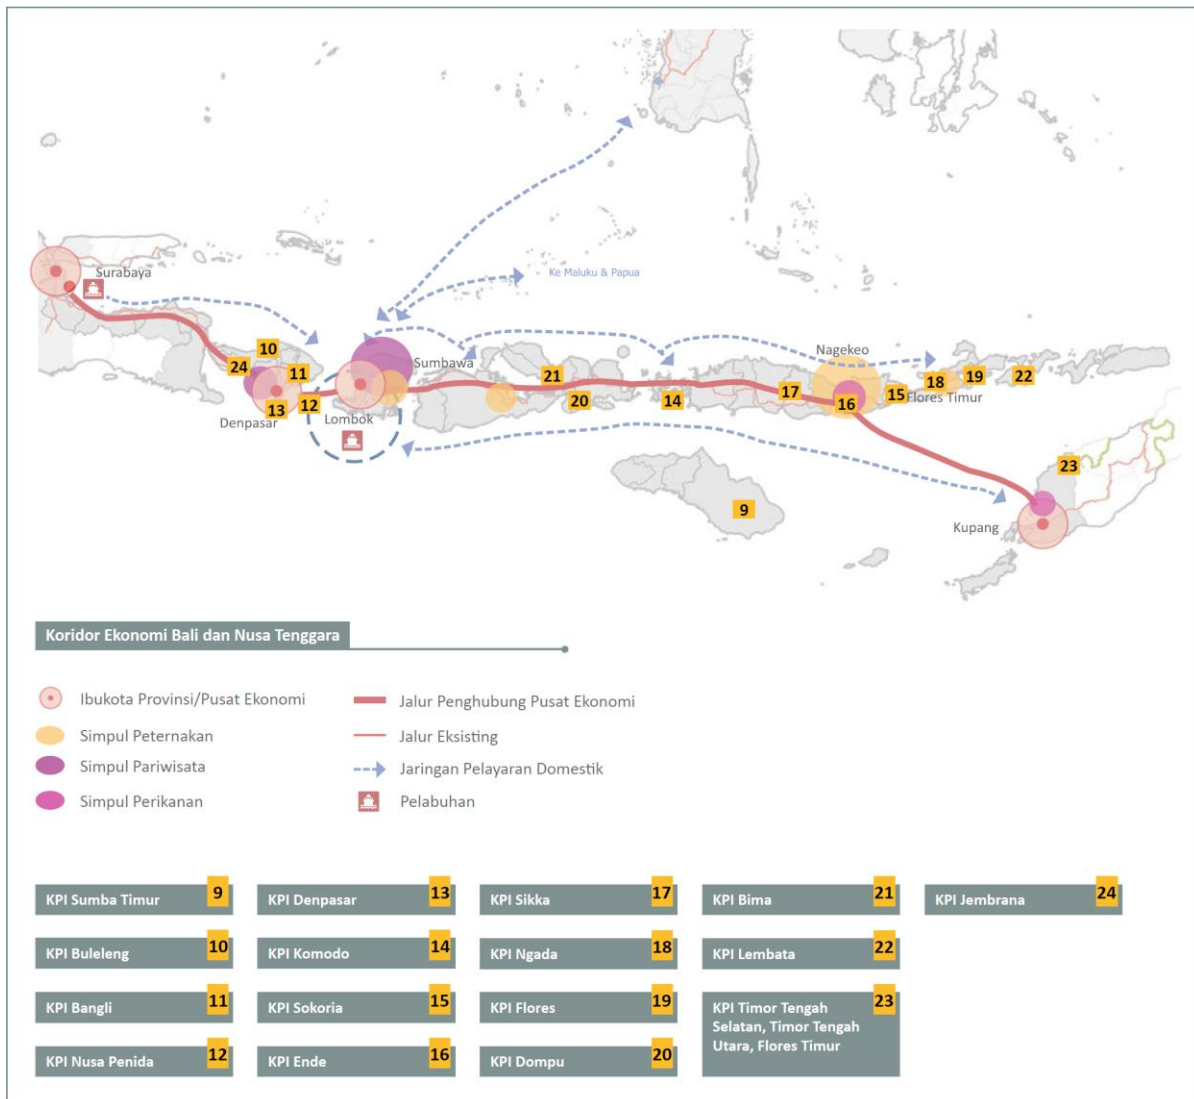 Ke Maluku & Papua
Surabaya
10
Nagekeo
24
11
Sumbawa
21
17
15
18
19
22
13
12
20
14
16
Flores Timur
Denpasar
Lombok
23
9
Kupang
Koridor Ekonomi Bali dan Nusa Tenggara
Ibukota Provinsi/Pusat Ekonomi
Simpul Peternakan
Simpul Pariwisata
Simpul Perikanan
Jalur Penghubung Pusat Ekonomi
Jalur Eksisting
Jaringan Pelayaran Domestik
Pelabuhan
KPI Sumba Timur 9
KPI Buleleng 10
KPI Bangli 11
KPI Nusa Penida 12
KPI Denpasar 13
KPI Komodo 14
KPI Sokoria 15
KPI Ende 16
KPI Sikka 17
KPI Ngada 18
KPI Flores 19
KPI Dompu 20
KPI Bima 21
KPI Lembata 22
KPI Timor Tengah 23
Selatan, Timor Tengah
Utara, Flores Timur
KPI Jembrana 24